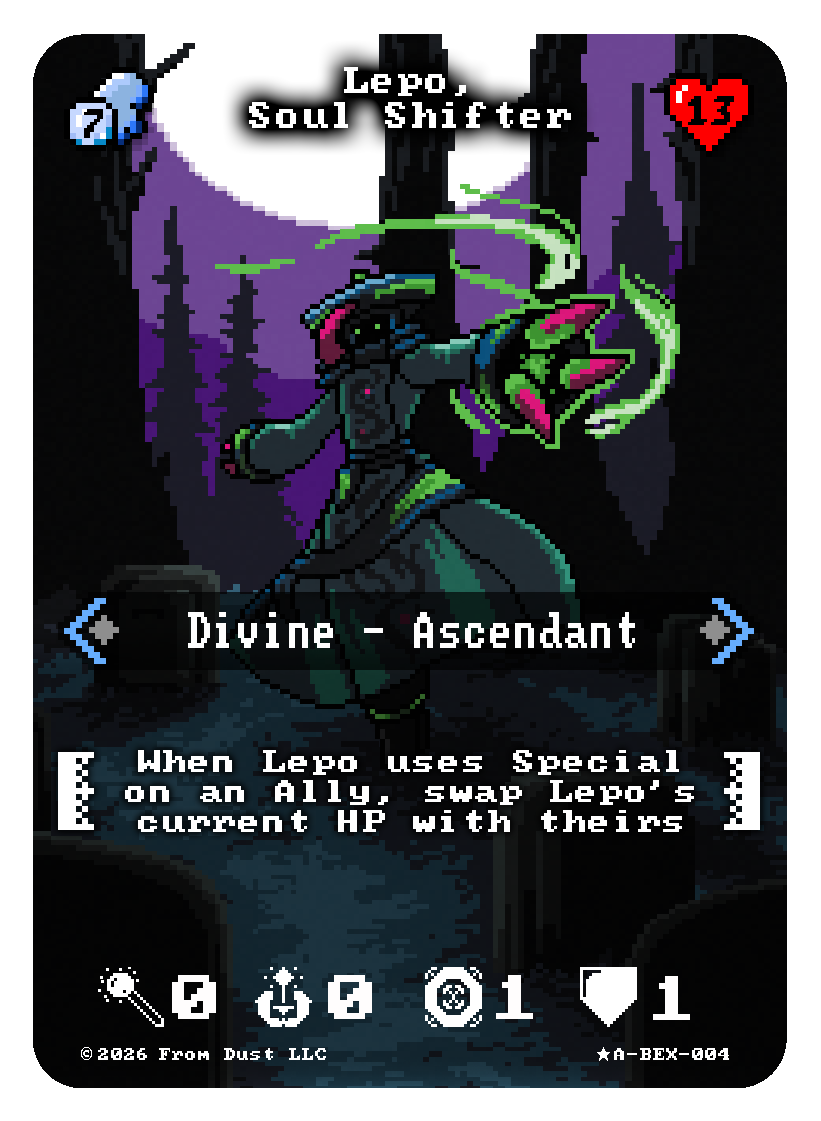 Lepo,
Soul Shifter
7
13
Divine - Ascendant
When Lepo uses Special
on an Ally, swap Lepo's
current HP with theirs
0 0 1 1
©2026 From Dust LLC
★A-BEX-004